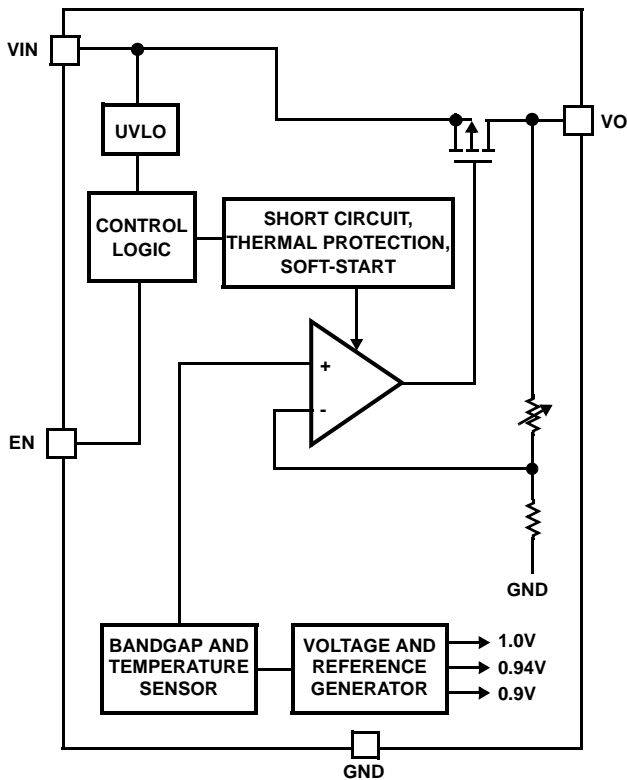 VIN
UVLO
VO
CONTROL
LOGIC
SHORT CIRCUIT,
THERMAL PROTECTION,
SOFT-START
+
-
EN
GND
BANDGAP AND
TEMPERATURE
SENSOR
VOLTAGE AND
REFERENCE
GENERATOR
1.0V
0.94V
0.9V
GND